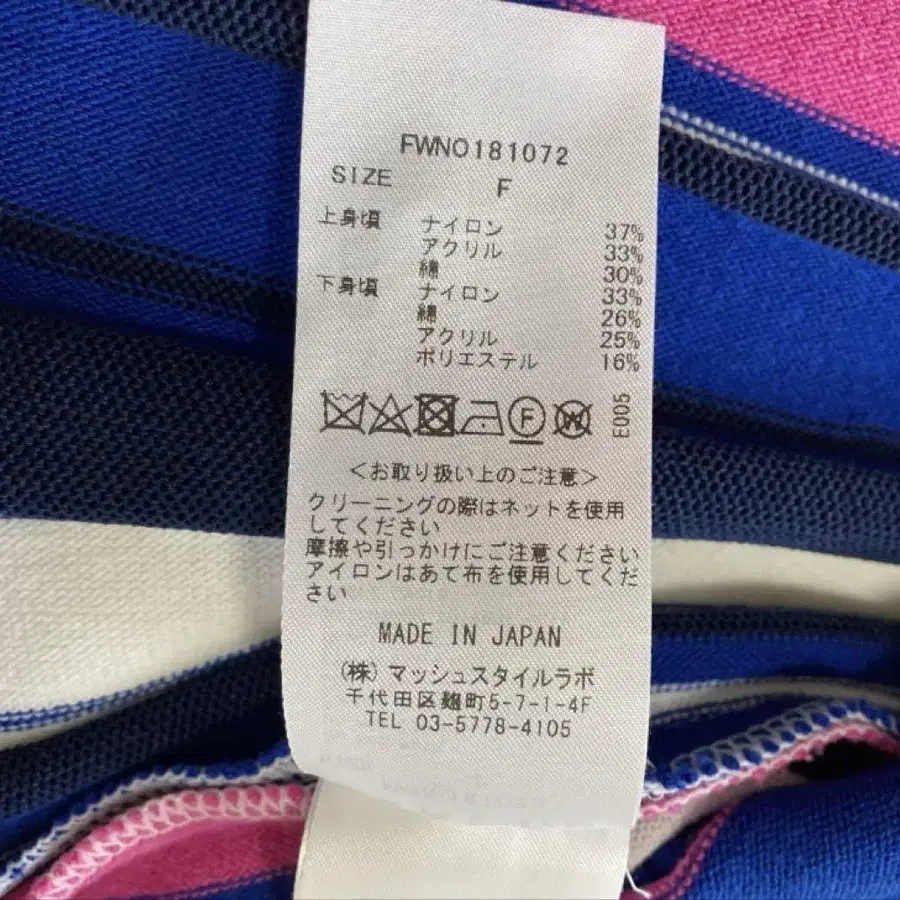 FWNO181072
SIZE F
上身頃 ナイロン 37%
アクリル 33%
綿 30%
下身頃 ナイロン 33%
綿 26%
アクリル 25%
ポリエステル 16%
F W E005
<お取り扱い上のご注意>
クリーニングの際はネットを使用
してください
摩擦や引っかけにご注意ください
アイロンはあて布を使用してくだ
さい
MADE IN JAPAN
(株)マッシュスタイルラボ
千代田区麹町5-7-1-4F
TEL 03-5778-4105